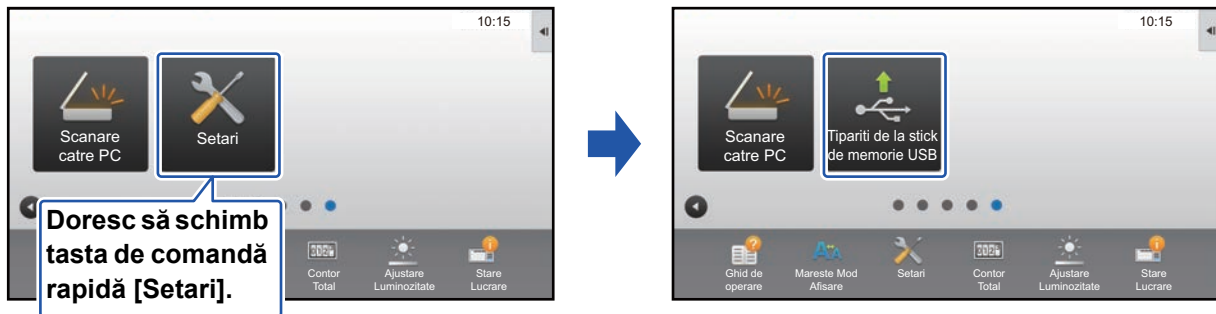 10:15
Scanare
catre PC
Setari
Doresc să schimb
tasta de comandă
rapidă [Setari].
Contor
Total
Ajustare
Luminozitate
Stare
Lucrare
10:15
Scanare
catre PC
Tipariti de la stick
de memorie USB
Ghid de
operare
Mareste Mod
Afisare
Setari
Contor
Total
Ajustare
Luminozitate
Stare
Lucrare